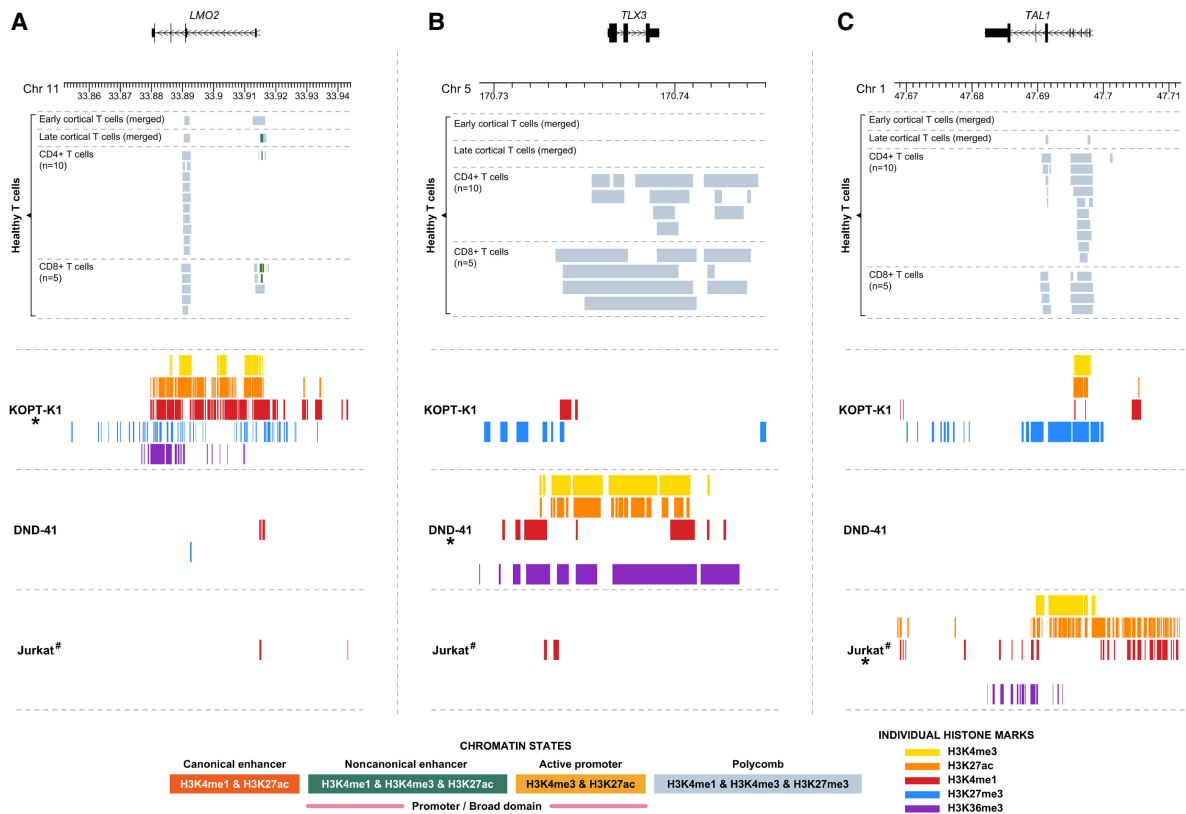 A
LMO2
Chr 11
33.86 33.87 33.88 33.89 33.9 33.91 33.92 33.93 33.94
Healthy T cells
Early cortical T cells (merged)
Late cortical T cells (merged)
CD4+ T cells
(n=10)
CD8+ T cells
(n=5)
KOPT-K1
*
DND-41
Jurkat#
B
TLX3
Chr 5
170.73 170.74
Healthy T cells
Early cortical T cells (merged)
Late cortical T cells (merged)
CD4+ T cells
(n=10)
CD8+ T cells
(n=5)
KOPT-K1
DND-41
*
Jurkat#
C
TAL1
Chr 1
47.67 47.68 47.69 47.7 47.71
Healthy T cells
Early cortical T cells (merged)
Late cortical T cells (merged)
CD4+ T cells
(n=10)
CD8+ T cells
(n=5)
KOPT-K1
DND-41
Jurkat#
*
CHROMATIN STATES
Canonical enhancer Noncanonical enhancer Active promoter Polycomb
H3K4me1 & H3K27ac H3K4me1 & H3K4me3 & H3K27ac H3K4me3 & H3K27ac H3K4me1 & H3K4me3 & H3K27me3
Promoter / Broad domain
INDIVIDUAL HISTONE MARKS
H3K4me3
H3K27ac
H3K4me1
H3K27me3
H3K36me3